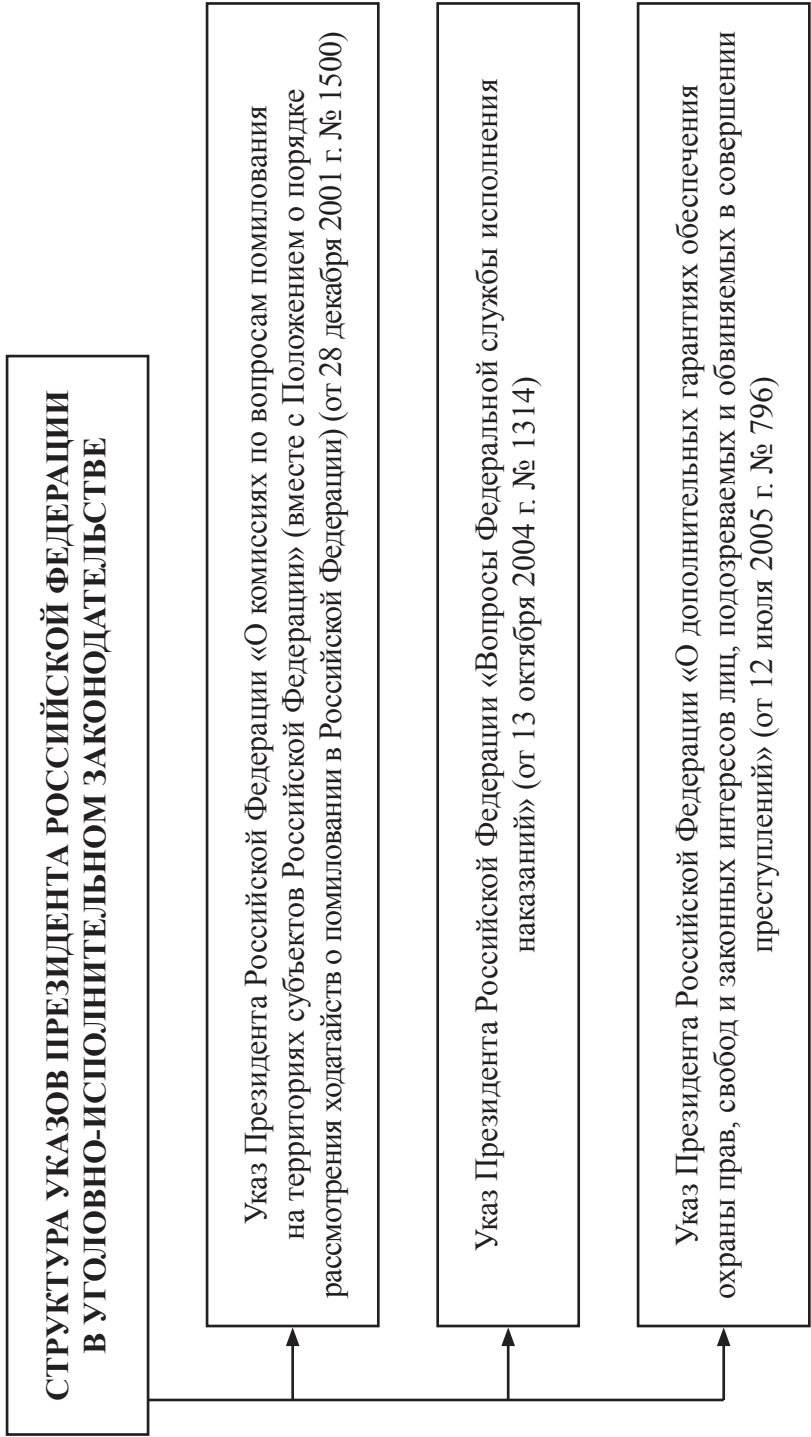 СТРУКТУРА УКАЗОВ ПРЕЗИДЕНТА РОССИЙСКОЙ ФЕДЕРАЦИИ
В УГОЛОВНО-ИСПОЛНИТЕЛЬНОМ ЗАКОНОДАТЕЛЬСТВЕ
Указ Президента Российской Федерации «О комиссиях по вопросам помилования
на территориях субъектов Российской Федерации» (вместе с Положением о порядке
рассмотрения ходатайств о помиловании в Российской Федерации) (от 28 декабря 2001 г. № 1500)
Указ Президента Российской Федерации «Вопросы Федеральной службы исполнения
наказаний» (от 13 октября 2004 г. № 1314)
Указ Президента Российской Федерации «О дополнительных гарантиях обеспечения
охраны прав, свобод и законных интересов лиц, подозреваемых и обвиняемых в совершении
преступлений» (от 12 июля 2005 г. № 796)